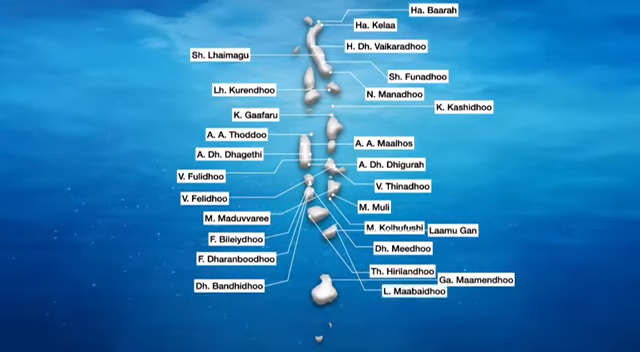 Ha. Baarah
Ha. Kelaa
H. Dh. Vaikaradhoo
Sh. Lhaimagu
Sh. Funadhoo
Lh. Kurendhoo
N. Manadhoo
K. Kashidhoo
K. Gaafaru
A. A. Thoddoo
A. A. Maalhos
A. Dh. Dhagethi
A. Dh. Dhigurah
V. Fulidhoo
V. Thinadhoo
V. Felidhoo
M. Muli
M. Maduvvaree
M. Kolhufushi
Laamu Gan
F. Bileiydhoo
Dh. Meedhoo
F. Dharanboodhoo
Th. Hirilandhoo
Ga. Maamendhoo
Dh. Bandhidhoo
L. Maabaidhoo